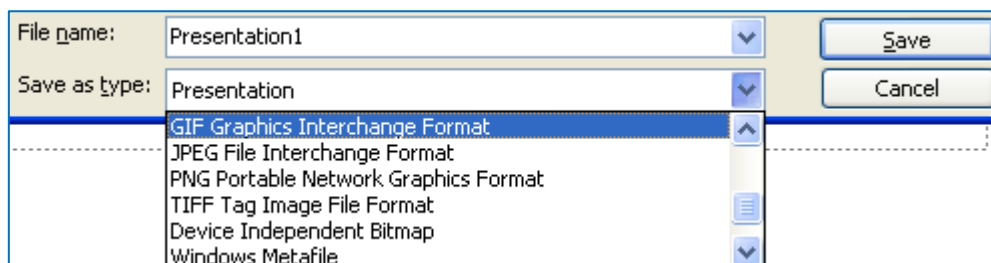 File name: Presentation1 Save
Save as type: Presentation Cancel
GIF Graphics Interchange Format
JPEG File Interchange Format
PNG Portable Network Graphics Format
TIFF Tag Image File Format
Device Independent Bitmap
Windows Metafile